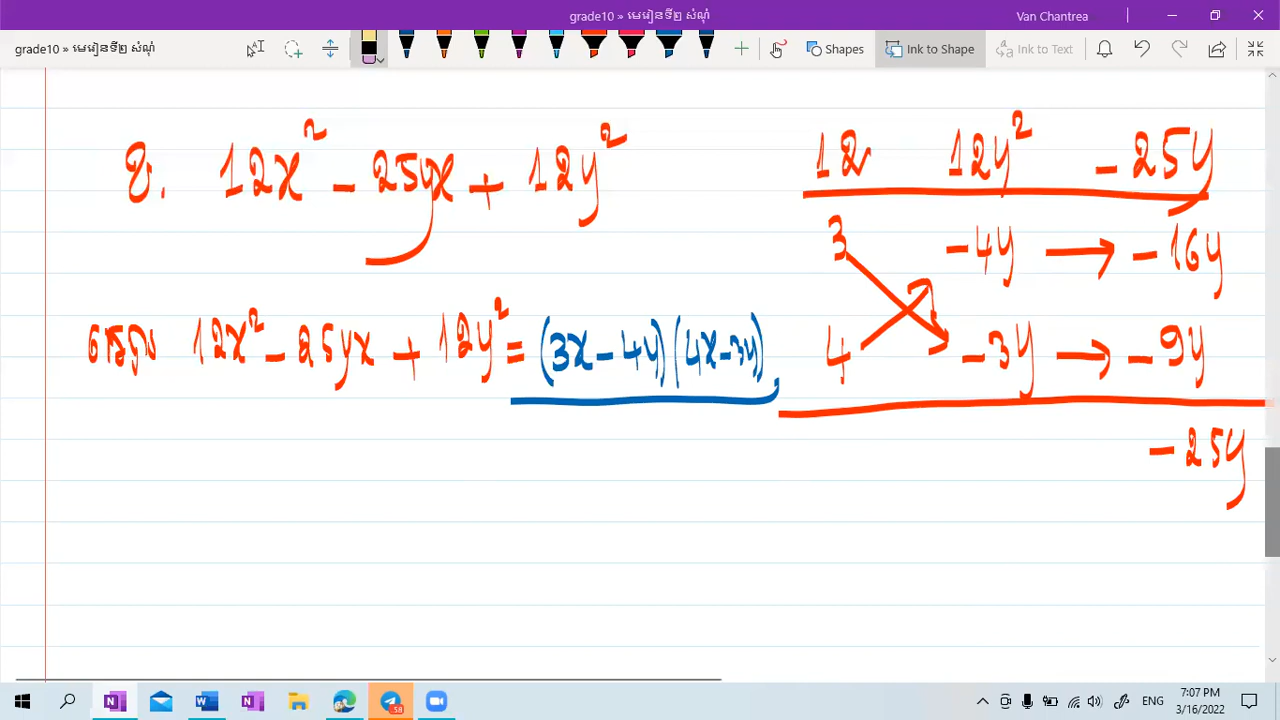 grade10 » មេរៀនទី២ សំណុំ
Van Chantrea
grade10 » មេរៀនទី២ សំណុំ
Shapes
Ink to Shape
Ink to Text
ខ. 12x² - 25yx + 12y²
12 12y² -25y
3 -4y → -16y
គេបាន 12x² - 25yx + 12y² = (3x - 4y)(4x - 3y)
4 -3y → -9y
-25y
58
ENG
7:07 PM
3/16/2022